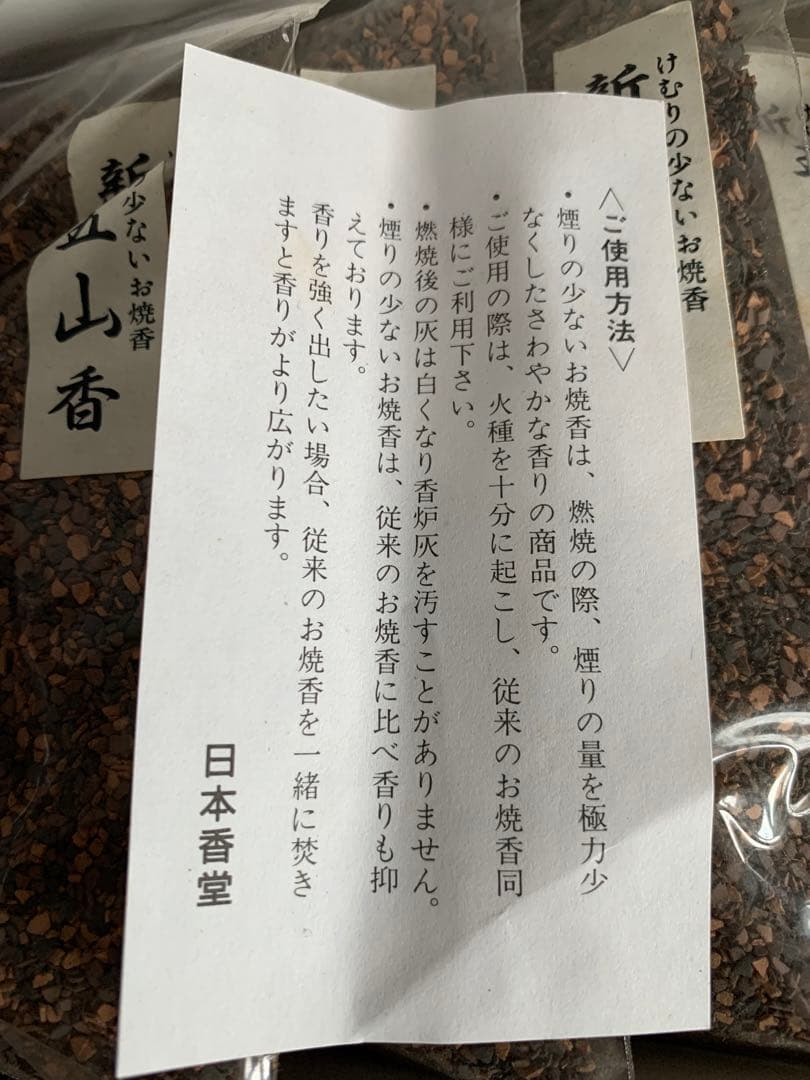 〈ご使用方法〉
・煙りの少ないお焼香は、燃焼の際、煙りの量を極力少
なくしたさわやかな香りの商品です。
・ご使用の際は、火種を十分に起こし、従来のお焼香同
様にご利用下さい。
・燃焼後の灰は白くなり香炉灰を汚すことがありません。
・煙りの少ないお焼香は、従来のお焼香に比べ香りも抑
えております。
香りを強く出したい場合、従来のお焼香を一緒に焚き
ますと香りがより広がります。
日本香堂
けむりの少ないお焼香
新
少ないお焼香
新
山香